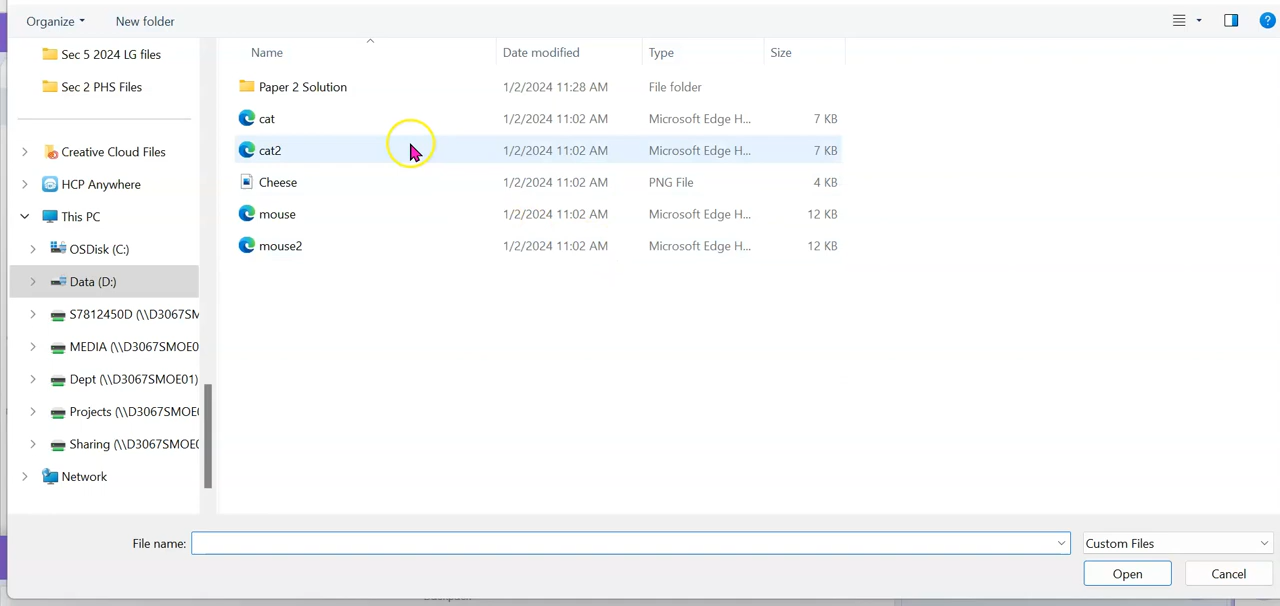 Organize New folder
Sec 5 2024 LG files
Sec 2 PHS Files
Creative Cloud Files
HCP Anywhere
This PC
OSDisk (C:)
Data (D:)
S7812450D (\\D3067SM
MEDIA (\\D3067SMOE0
Dept (\\D3067SMOE01)
Projects (\\D3067SMOE0
Sharing (\\D3067SMOE0
Network
Name Date modified Type Size
Paper 2 Solution 1/2/2024 11:28 AM File folder
cat 1/2/2024 11:02 AM Microsoft Edge H... 7 KB
cat2 1/2/2024 11:02 AM Microsoft Edge H... 7 KB
Cheese 1/2/2024 11:02 AM PNG File 4 KB
mouse 1/2/2024 11:02 AM Microsoft Edge H... 12 KB
mouse2 1/2/2024 11:02 AM Microsoft Edge H... 12 KB
File name: Custom Files
Open Cancel